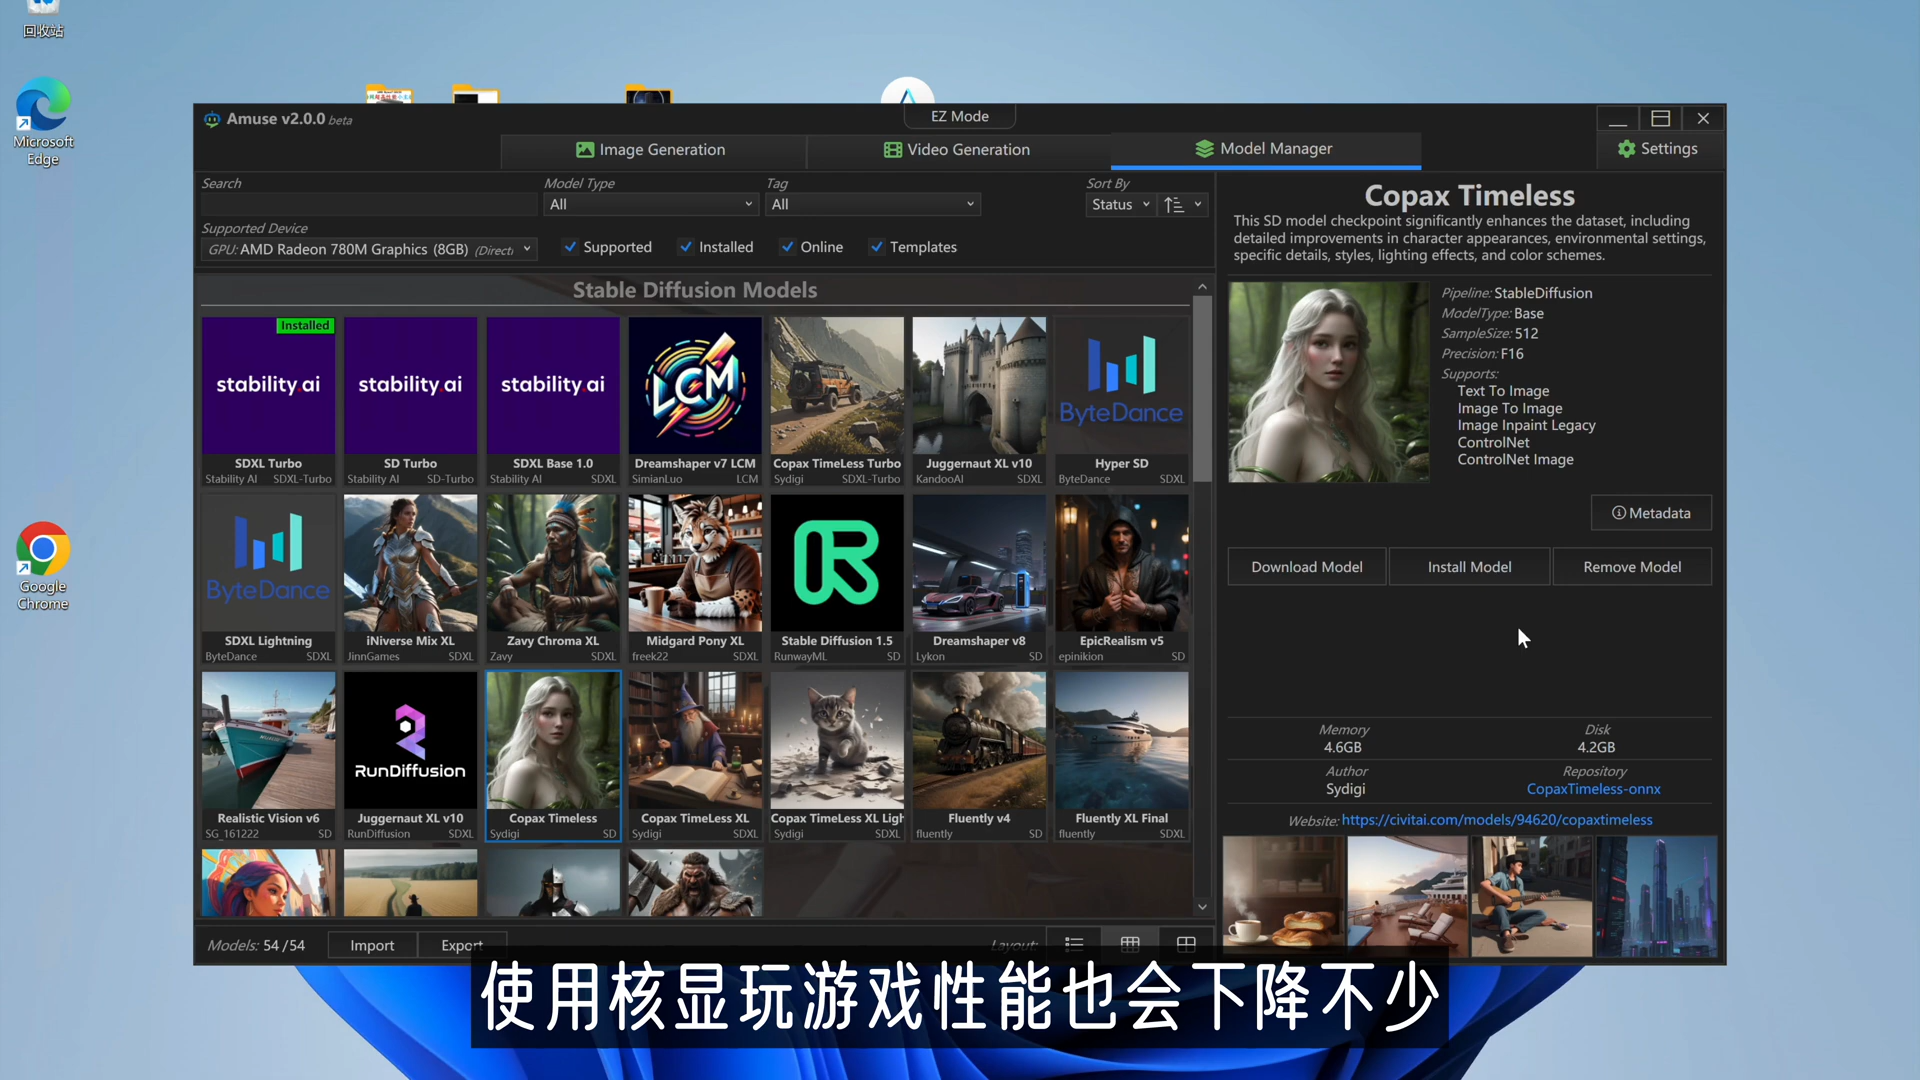 回收站
Microsoft
Edge
Google
Chrome
Amuse v2.0.0 beta
EZ Mode
Image Generation
Video Generation
Model Manager
Settings
Search
Model Type
Tag
Sort By
All
All
Status
Supported Device
GPU: AMD Radeon 780M Graphics (8GB) (Directi
Supported
Installed
Online
Templates
Stable Diffusion Models
Installed
stability.ai
stability.ai
stability.ai
LCM
ByteDance
SDXL Turbo
Stability AI SDXL-Turbo
SD Turbo
Stability AI SD-Turbo
SDXL Base 1.0
Stability AI SDXL
Dreamshaper v7 LCM
SimianLuo LCM
Copax TimeLess Turbo
Sydigi SDXL-Turbo
Juggernaut XL v10
KandooAI SDXL
Hyper SD
ByteDance SDXL
ByteDance
SDXL Lightning
ByteDance SDXL
iNiverse Mix XL
JinnGames SDXL
Zavy Chroma XL
Zavy SDXL
Midgard Pony XL
freek22 SDXL
Stable Diffusion 1.5
RunwayML SD
Dreamshaper v8
Lykon SD
EpicRealism v5
epinikion SD
RunDiffusion
Realistic Vision v6
SG_161222 SD
Juggernaut XL v10
RunDiffusion SDXL
Copax Timeless
Sydigi SD
Copax TimeLess XL
Sydigi SDXL
Copax TimeLess XL Ligh
Sydigi SDXL
Fluently v4
fluently SD
Fluently XL Final
fluently SDXL
Models: 54 / 54
Import
Export
Layout:
Copax Timeless
This SD model checkpoint significantly enhances the dataset, including
detailed improvements in character appearances, environmental settings,
specific details, styles, lighting effects, and color schemes.
Pipeline: StableDiffusion
ModelType: Base
SampleSize: 512
Precision: F16
Supports:
Text To Image
Image To Image
Image Inpaint Legacy
ControlNet
ControlNet Image
Metadata
Download Model
Install Model
Remove Model
Memory
4.6GB
Disk
4.2GB
Author
Sydigi
Repository
CopaxTimeless-onnx
Website: https://civitai.com/models/94620/copaxtimeless
使用核显玩游戏性能也会下降不少